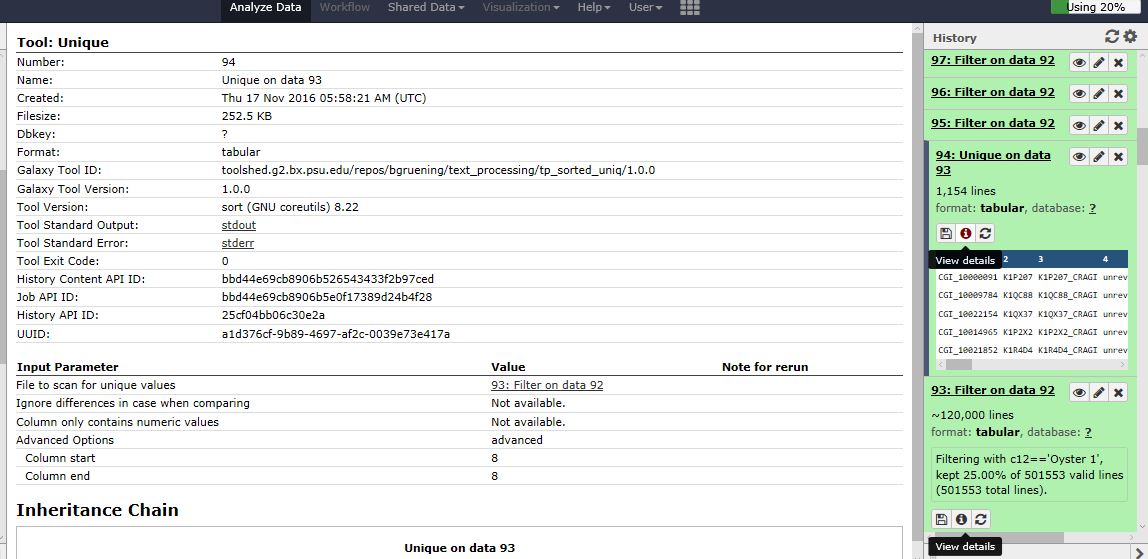 Analyze Data Workflow Shared Data Visualization Help User Using 20%
Tool: Unique
Number: 94
Name: Unique on data 93
Created: Thu 17 Nov 2016 05:58:21 AM (UTC)
Filesize: 252.5 KB
Dbkey: ?
Format: tabular
Galaxy Tool ID: toolshed.g2.bx.psu.edu/repos/bgruening/text_processing/tp_sorted_uniq/1.0.0
Galaxy Tool Version: 1.0.0
Tool Version: sort (GNU coreutils) 8.22
Tool Standard Output: stdout
Tool Standard Error: stderr
Tool Exit Code: 0
History Content API ID: bbd44e69cb8906b526543433f2b97ced
Job API ID: bbd44e69cb8906b5e0f17389d24b4f28
History API ID: 25cf04bb06c30e2a
UUID: a1d376cf-9b89-4697-af2c-0039e73e417a
Input Parameter Value Note for rerun
File to scan for unique values 93: Filter on data 92
Ignore differences in case when comparing Not available.
Column only contains numeric values Not available.
Advanced Options advanced
Column start 8
Column end 8
Inheritance Chain
Unique on data 93
History
97: Filter on data 92
96: Filter on data 92
95: Filter on data 92
94: Unique on data
93
1,154 lines
format: tabular, database: ?
View details
2 3 4
CGI_10000091 K1P207 K1P207_CRAGI unrev
CGI_10009784 K1QC88 K1QC88_CRAGI unrev
CGI_10022154 K1QX37 K1QX37_CRAGI unrev
CGI_10014965 K1P2X2 K1P2X2_CRAGI unrev
CGI_10021852 K1R4D4 K1R4D4_CRAGI unrev
93: Filter on data 92
~120,000 lines
format: tabular, database: ?
Filtering with c12=='Oyster 1',
kept 25.00% of 501553 valid lines
(501553 total lines).
View details